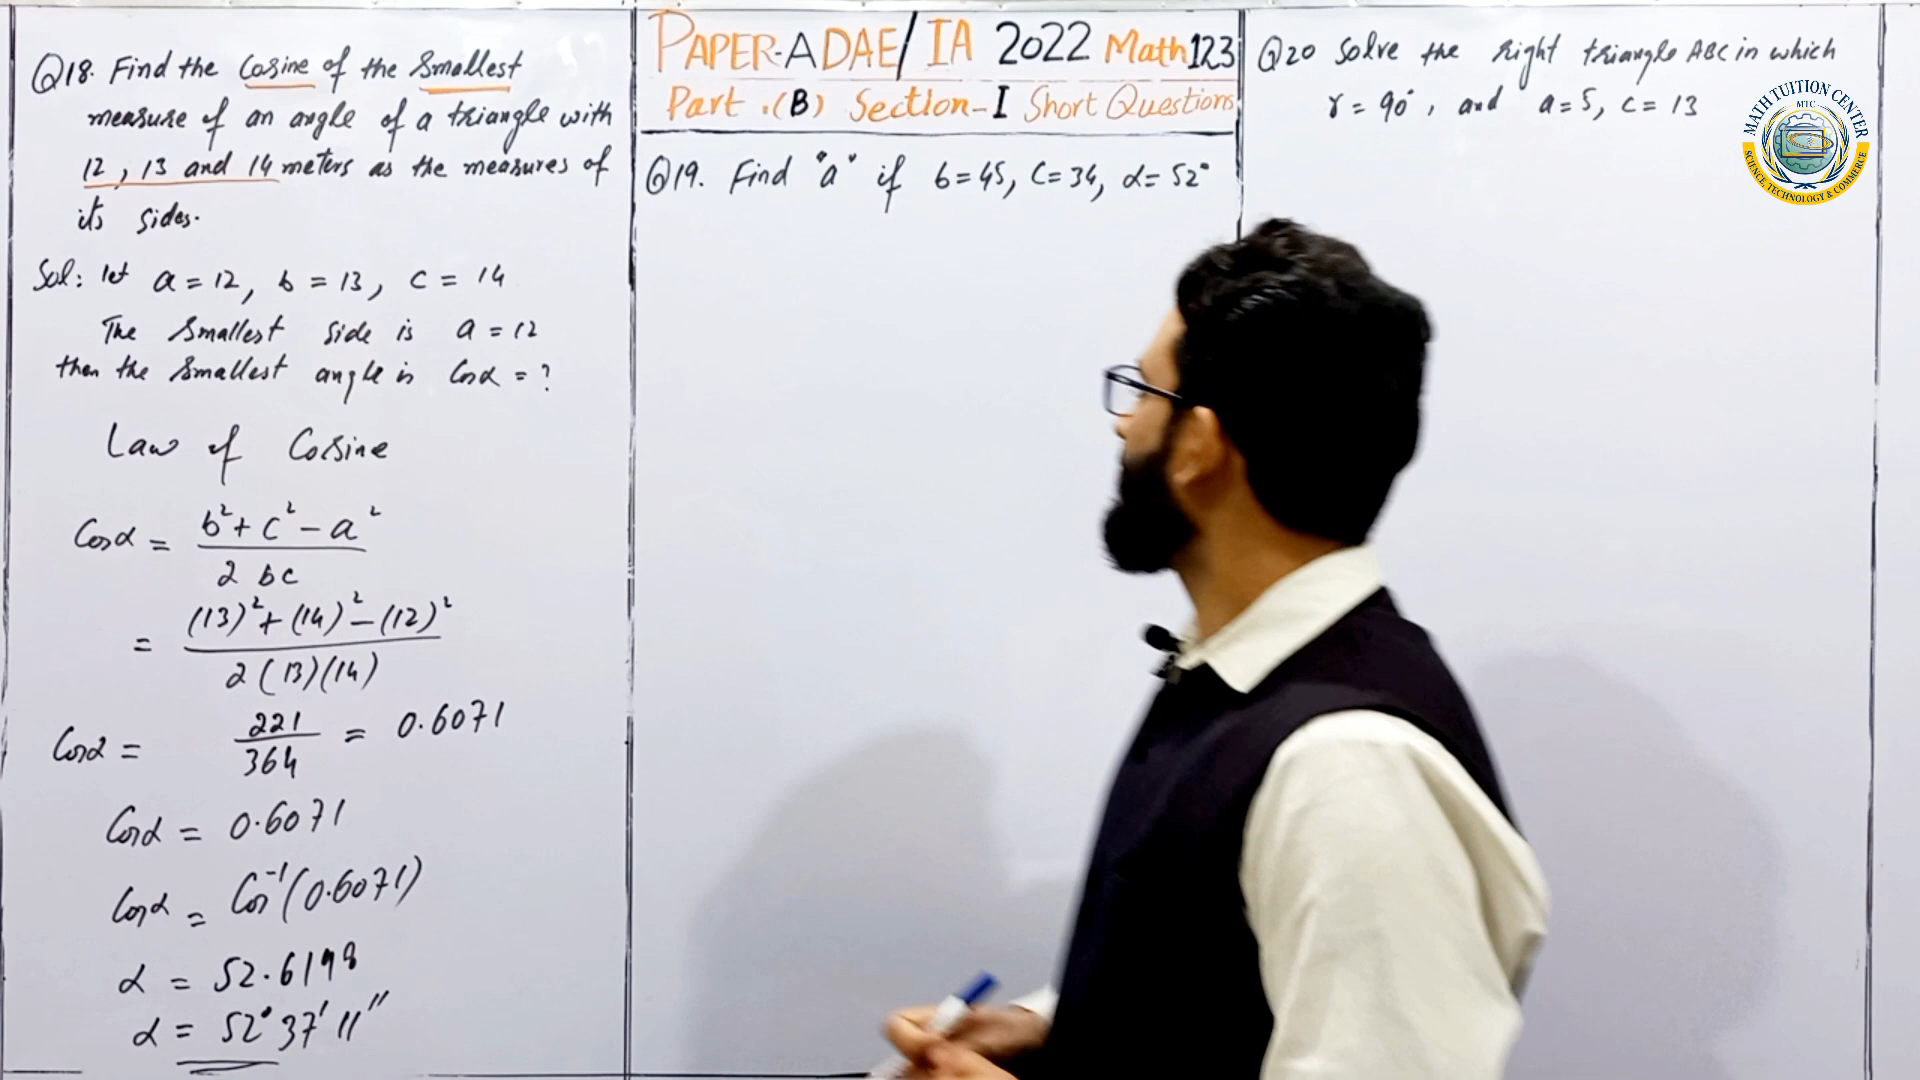 Q18. Find the Cosine of the Smallest
measure of an angle of a triangle with
12, 13 and 14 meters as the measures of
its sides.
Sol: let a = 12, b = 13, c = 14
The Smallest Side is a = 12
then the Smallest angle is Cosα = ?
Law of Cosine
Cosα = b² + c² − a² / 2 bc
= (13)² + (14)² − (12)² / 2 (13)(14)
Cosα = 221 / 364 = 0.6071
Cosα = 0.6071
Cosα = Cos⁻¹(0.6071)
α = 52.6198
α = 52° 37' 11"
PAPER-A DAE/IA 2022 Math 123
Part.(B) Section-I Short Questions
Q19. Find "a" if b=45, C=34, α= 52°
Q20 Solve the right triangle ABC in which
γ = 90°, and a=5, c= 13
MATH TUITION CENTER
MTC
SCIENCE, TECHNOLOGY & COMMERCE